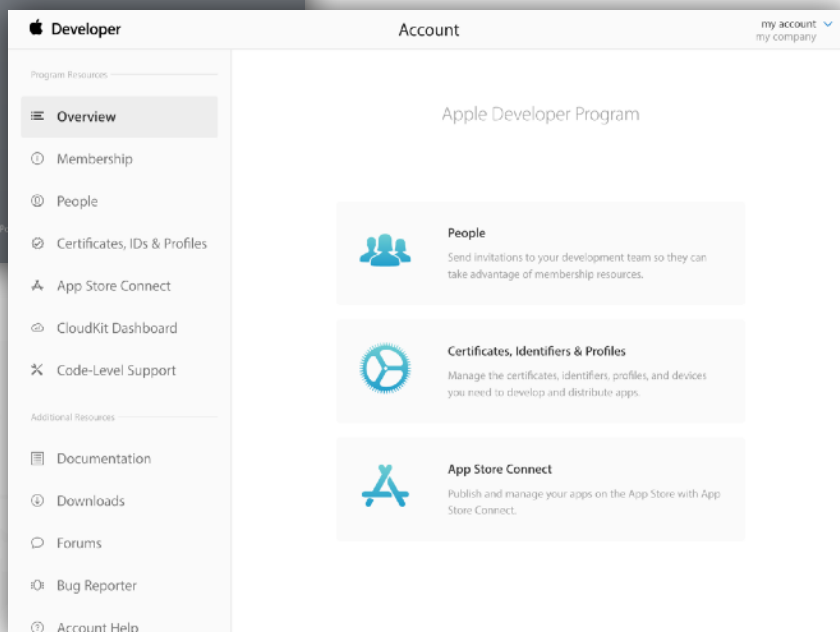 Developer
Account
my account
my company
Program Resources
Overview
Membership
People
Certificates, IDs & Profiles
App Store Connect
CloudKit Dashboard
Code-Level Support
Additional Resources
Documentation
Downloads
Forums
Bug Reporter
Account Help
Apple Developer Program
People
Send invitations to your development team so they can
take advantage of membership resources.
Certificates, Identifiers & Profiles
Manage the certificates, identifiers, profiles, and devices
you need to develop and distribute apps.
App Store Connect
Publish and manage your apps on the App Store with App
Store Connect.